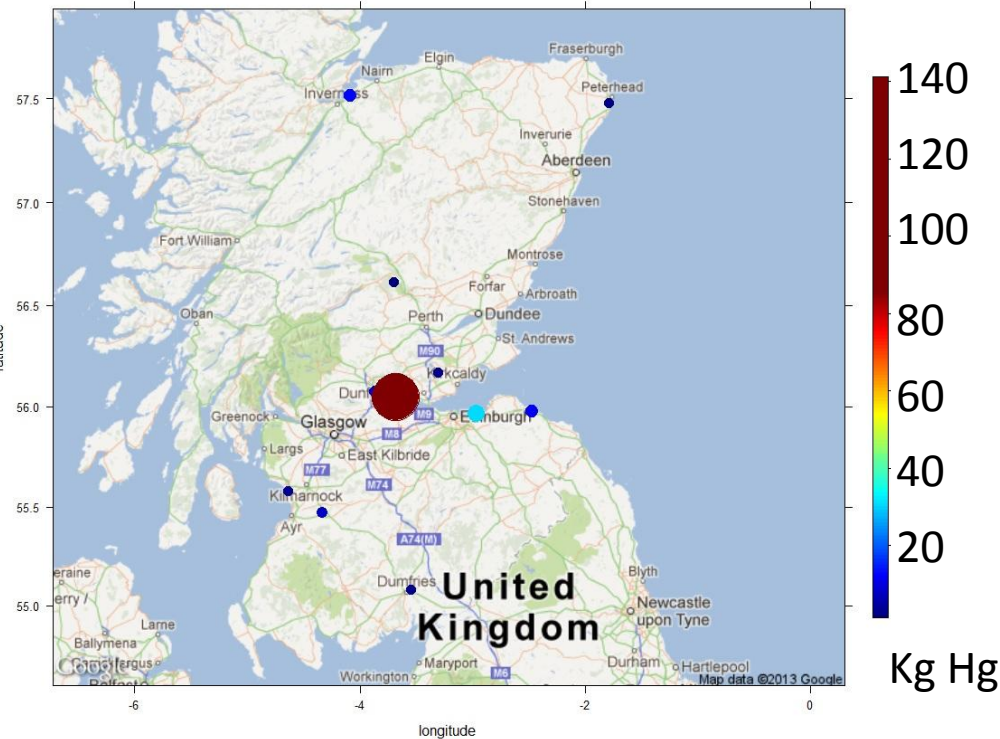 Fraserburgh
Elgin
Nairn
Inverness
Peterhead
Inverurie
Aberdeen
Stonehaven
Fort William
Montrose
Forfar
Arbroath
Oban
Perth
Dundee
St. Andrews
M90
Greenock
M9
Glasgow
M8
Largs
East Kilbride
M77
M74
Kilmarnock
Ayr
A74(M)
Dumfries
United
Kingdom
Blyth
Newcastle
upon Tyne
Larne
Ballymena
Maryport
Workington
M6
Durham
Hartlepool
Google
Map data ©2013 Google
57.5
57.0
56.5
56.0
55.5
55.0
-6
-4
-2
0
longitude
140
120
100
80
60
40
20
Kg Hg